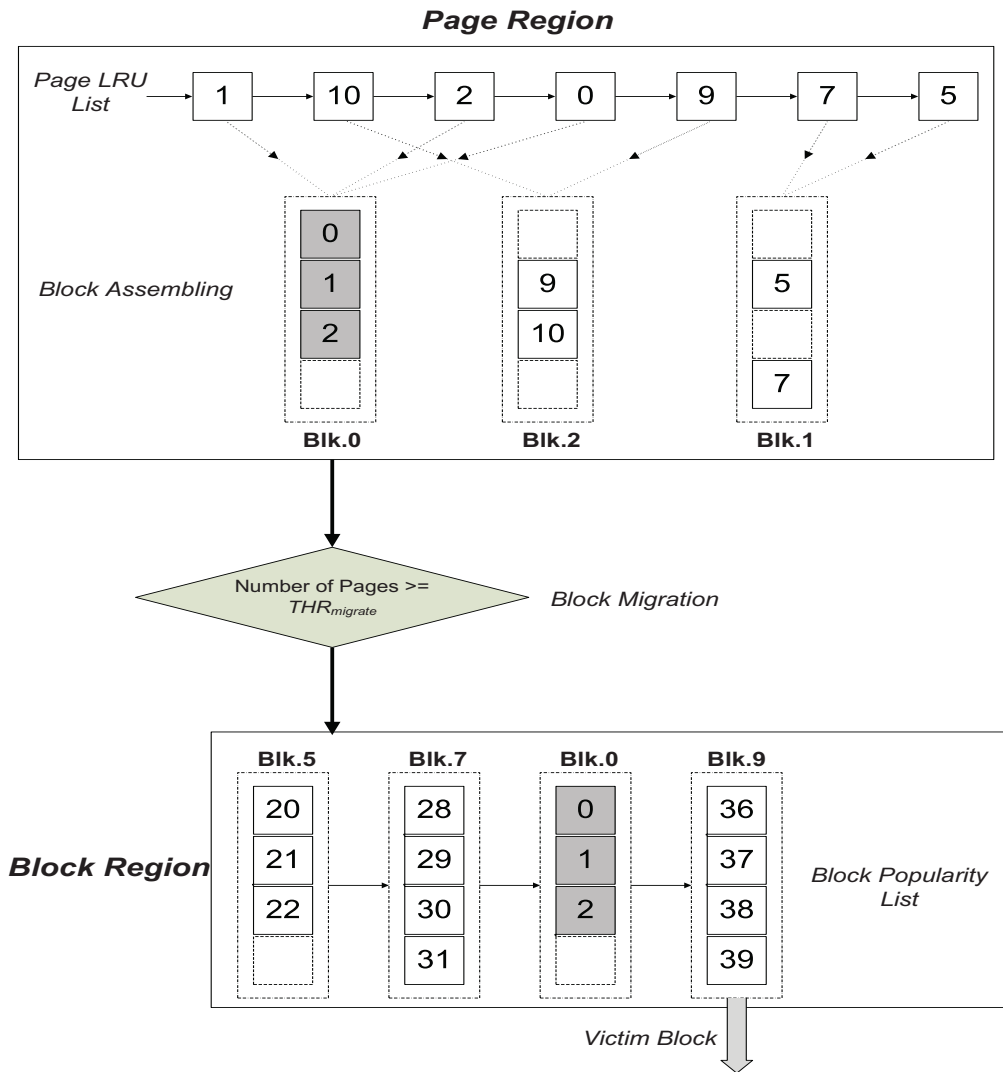 Page Region
Page LRU
List
1 10 2 0 9 7 5
Block Assembling
0
1
2
9
10
5
7
Blk.0 Blk.2 Blk.1
Number of Pages >=
THRmigrate
Block Migration
Block Region
Blk.5 Blk.7 Blk.0 Blk.9
20 28 0 36
21 29 1 37
22 30 2 38
31 39
Block Popularity
List
Victim Block